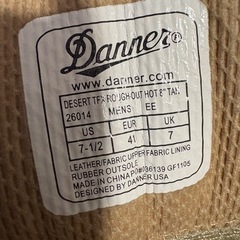 Danner®
www.danner.com
DESERT TFX ROUGH-OUT HOT 8" TAN
26014 MENS EE
US EUR UK
7-1/2 41 7
LEATHER/FABRIC UPPER FABRIC LINING
RUBBER OUTSOLE
MADE IN CHINA GF1105
DESIGNED BY DANNER USA